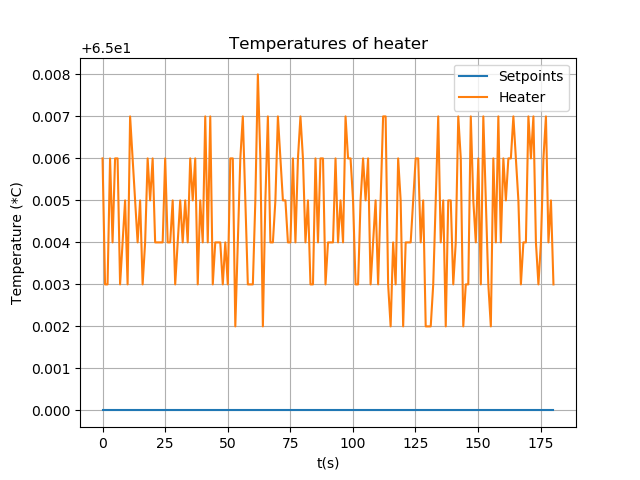 Temperatures of heater
+6.5e1
Setpoints
Heater
0.008
0.007
0.006
0.005
0.004
0.003
0.002
0.001
0.000
Temperature (*C)
0 25 50 75 100 125 150 175
t(s)